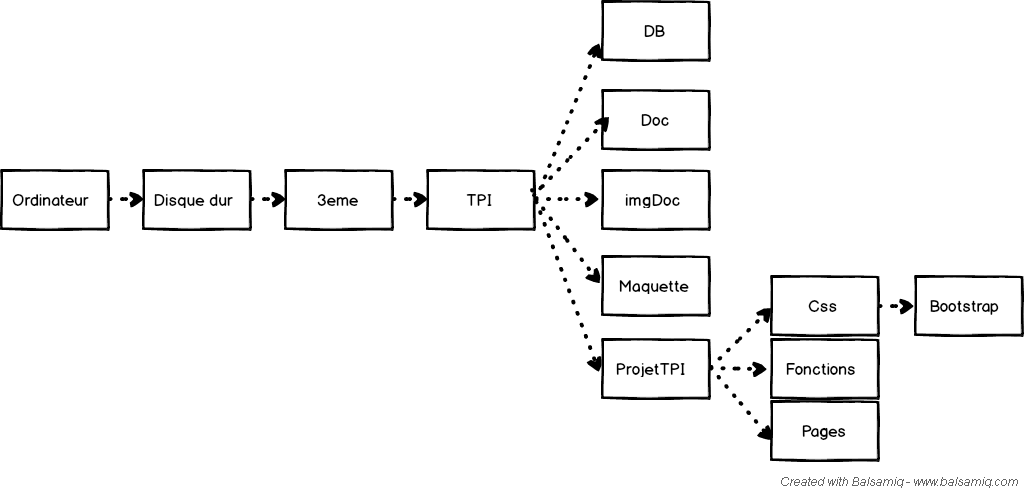 DB
Doc
Ordinateur
Disque dur
3eme
TPI
imgDoc
Maquette
Css
Bootstrap
ProjetTPI
Fonctions
Pages
Created with Balsamiq - www.balsamiq.com